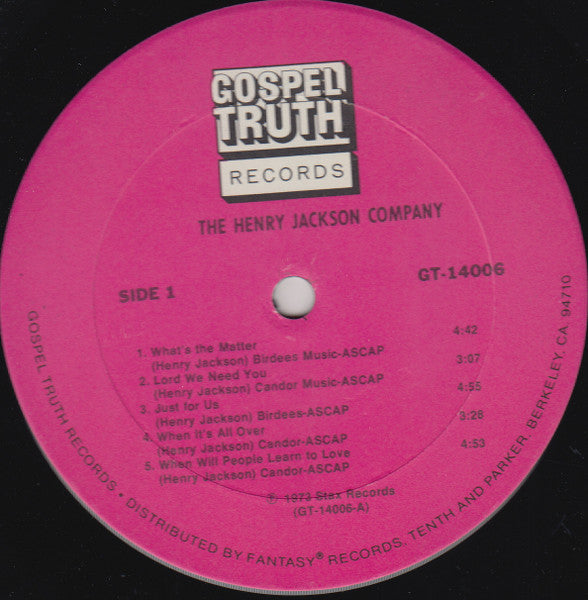 GOSPEL
TRUTH
RECORDS
THE HENRY JACKSON COMPANY
SIDE 1
GT-14006
1. What's the Matter 4:42
(Henry Jackson) Birdees Music-ASCAP
2. Lord We Need You 3:07
(Henry Jackson) Candor Music-ASCAP
3. Just for Us 4:55
(Henry Jackson) Birdees-ASCAP
4. When It's All Over 3:28
(Henry Jackson) Candor-ASCAP
5. When Will People Learn to Love 4:53
(Henry Jackson) Candor-ASCAP
℗ 1973 Stax Records
(GT-14006-A)
GOSPEL TRUTH RECORDS • DISTRIBUTED BY FANTASY® RECORDS, TENTH AND PARKER, BERKELEY, CA 94710